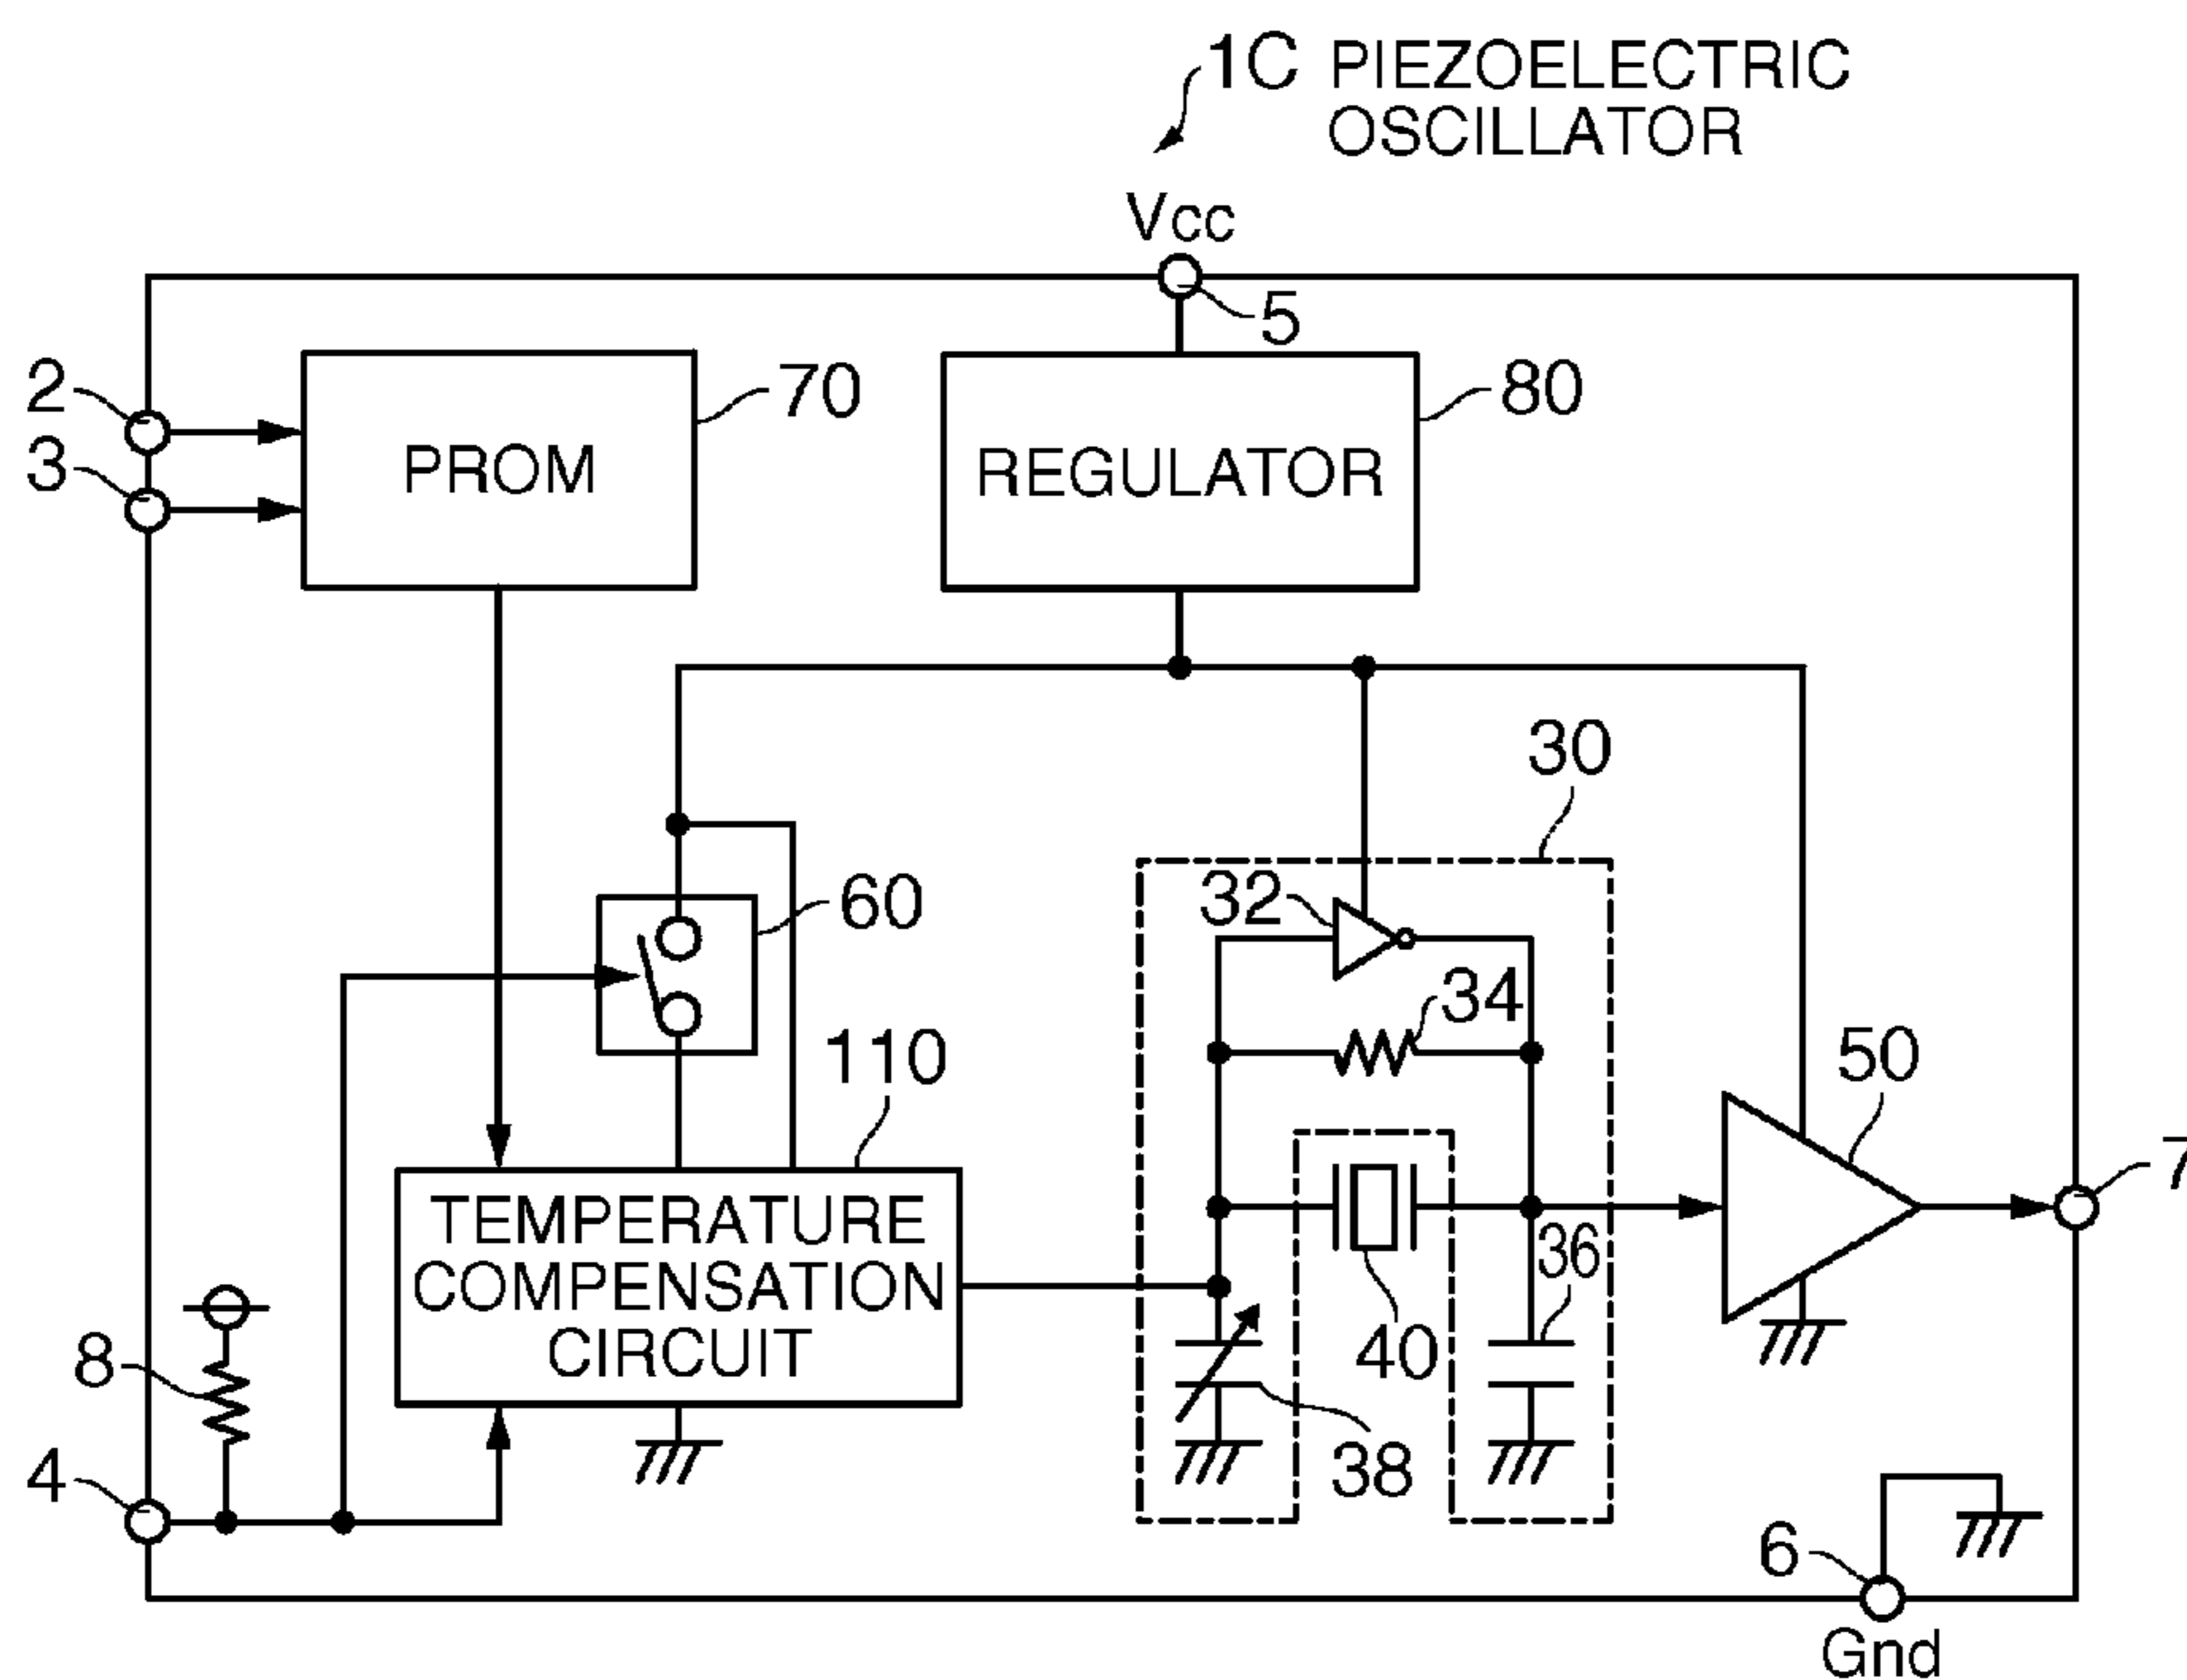 1C PIEZOELECTRIC
OSCILLATOR
Vcc
5
2
70
80
3
PROM
REGULATOR
30
60
32
34
110
50
7
TEMPERATURE
COMPENSATION
CIRCUIT
36
8
40
4
38
6
Gnd